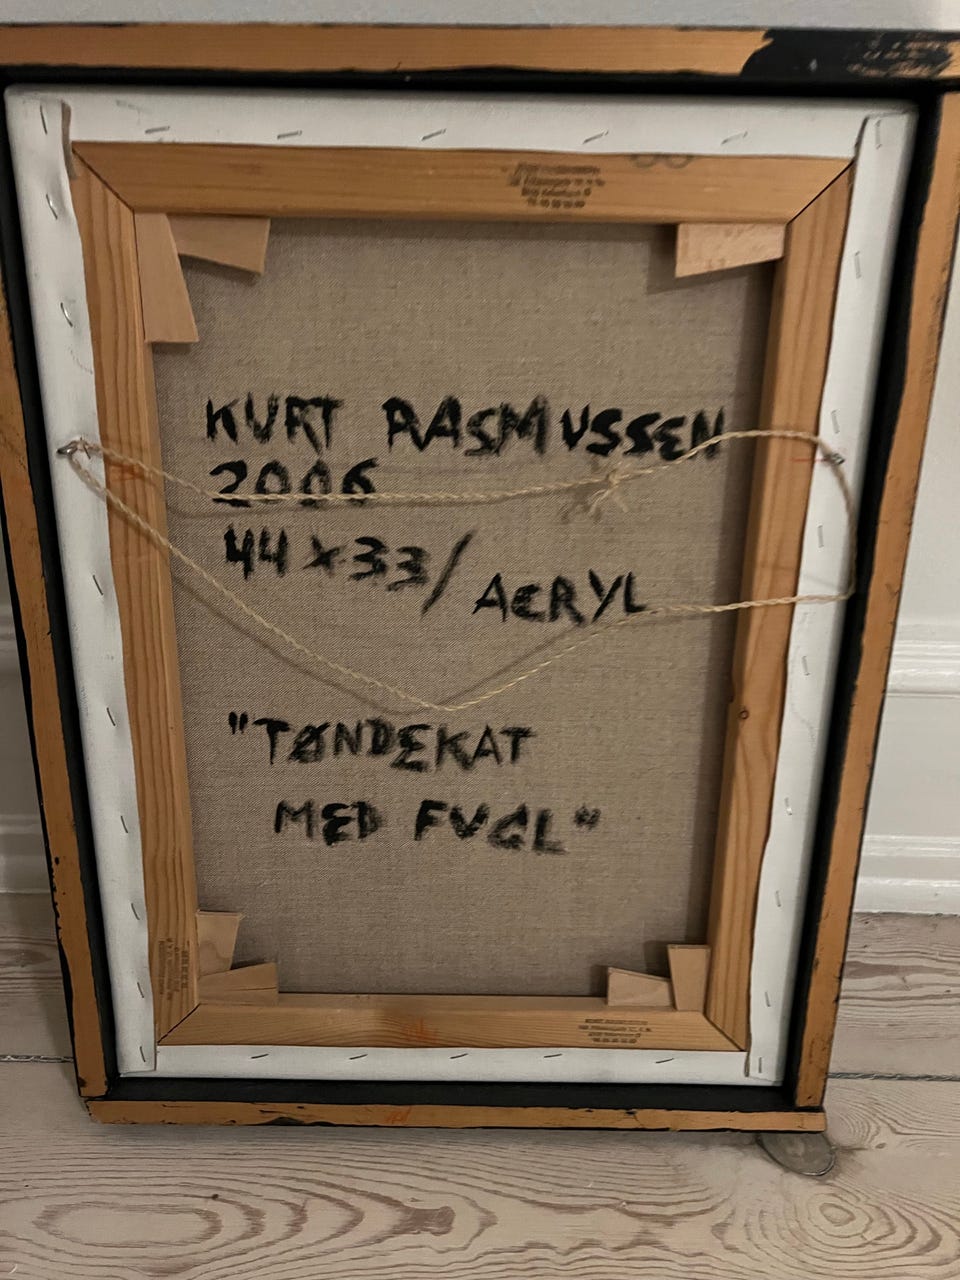 KURT RASMUSSEN
2006
44 x 33/ ACRYL
"TØNDEKAT
MED FUGL"